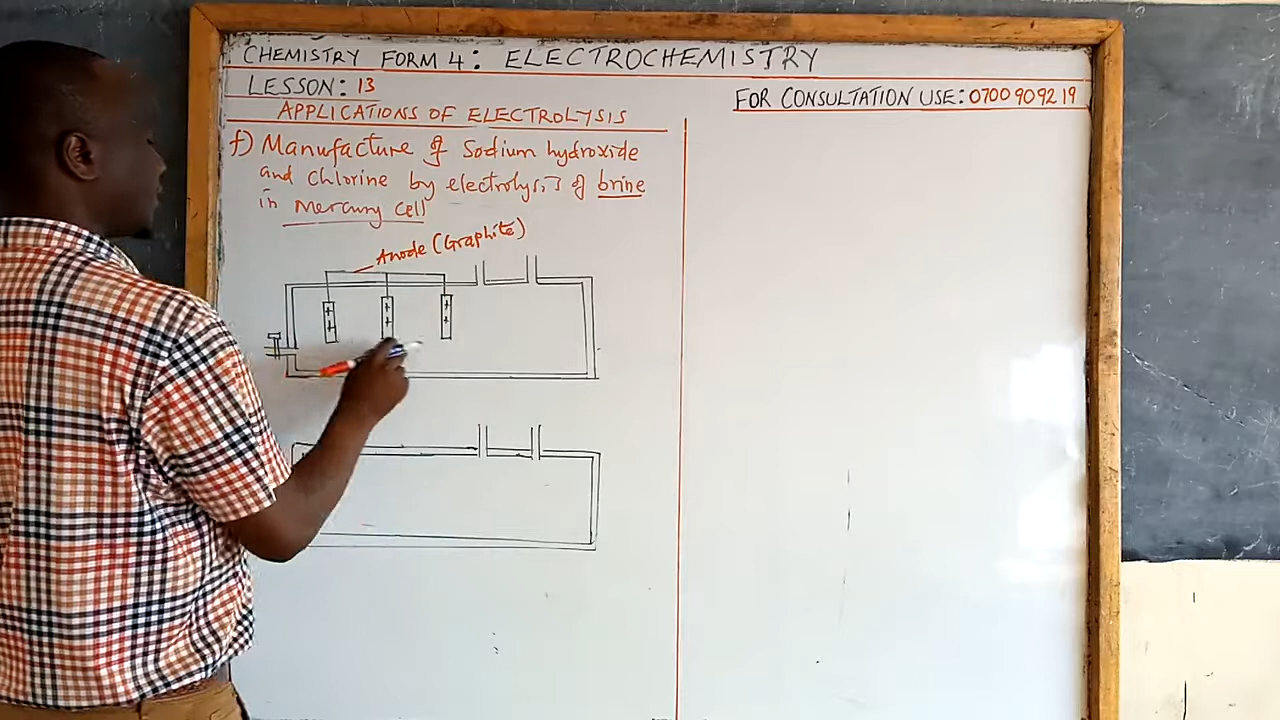 CHEMISTRY FORM 4: ELECTROCHEMISTRY
LESSON: 13
FOR CONSULTATION USE: 0700 909219
APPLICATIONS OF ELECTROLYSIS
f) Manufacture of Sodium hydroxide
and chlorine by electrolysis of brine
in Mercury cell
Anode (Graphite)
+ + +
+ + +